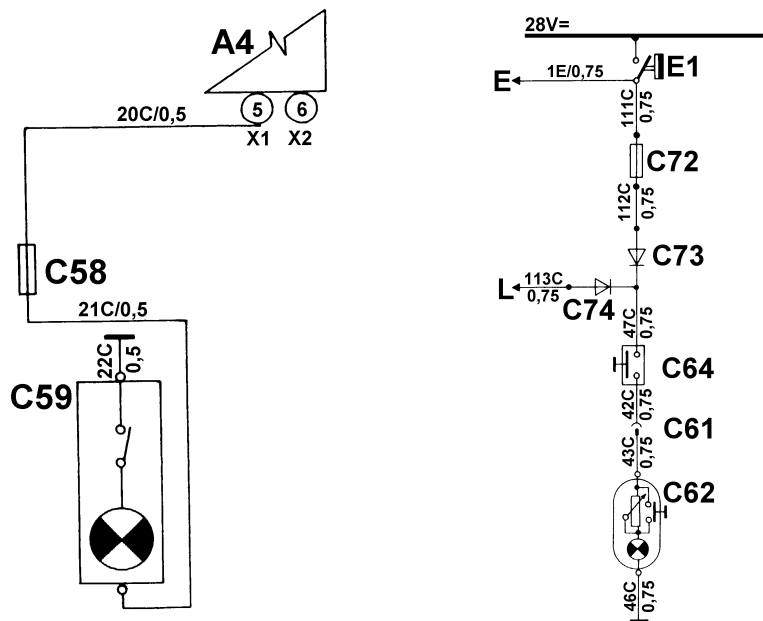 A4
5
6
X1
X2
20C/0,5
C58
21C/0,5
22C
0,5
C59
28V=
E1
E
1E/0,75
111C
0,75
C72
112C
0,75
C73
L
113C
0,75
C74
47C
0,75
C64
42C
0,75
C61
43C
0,75
C62
46C
0,75